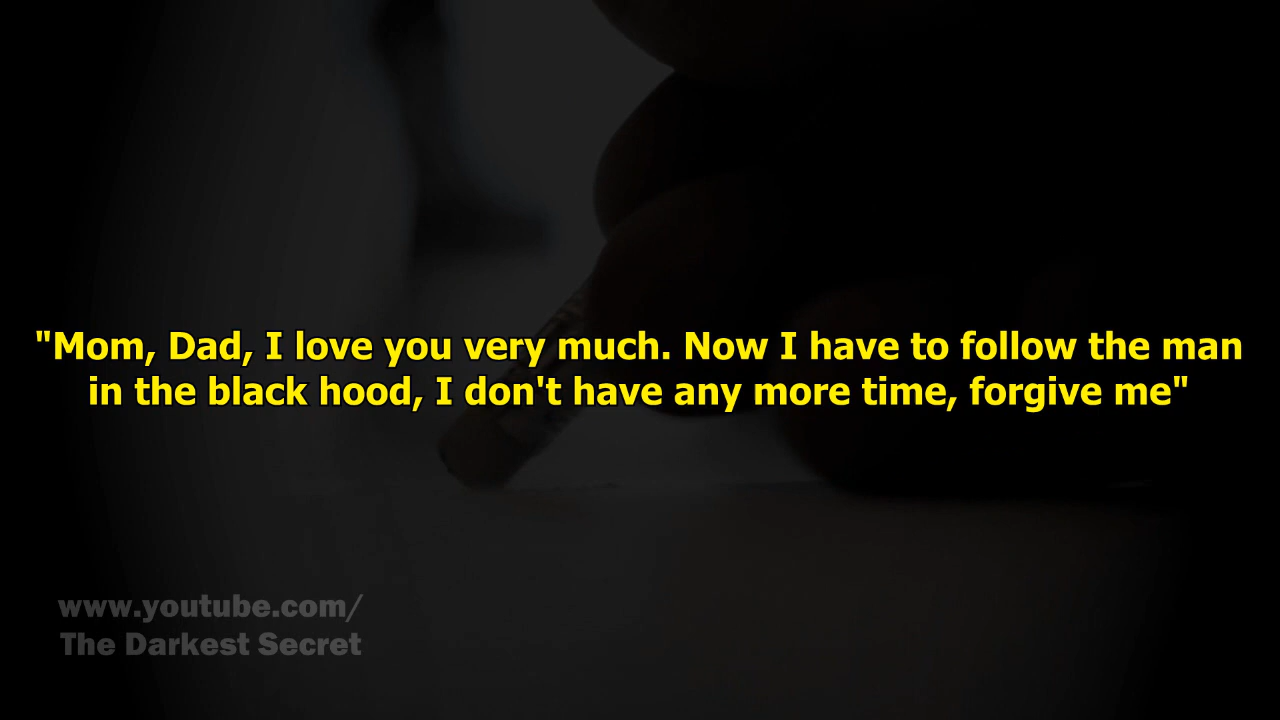 "Mom, Dad, I love you very much. Now I have to follow the man
in the black hood, I don't have any more time, forgive me"
www.youtube.com/
The Darkest Secret